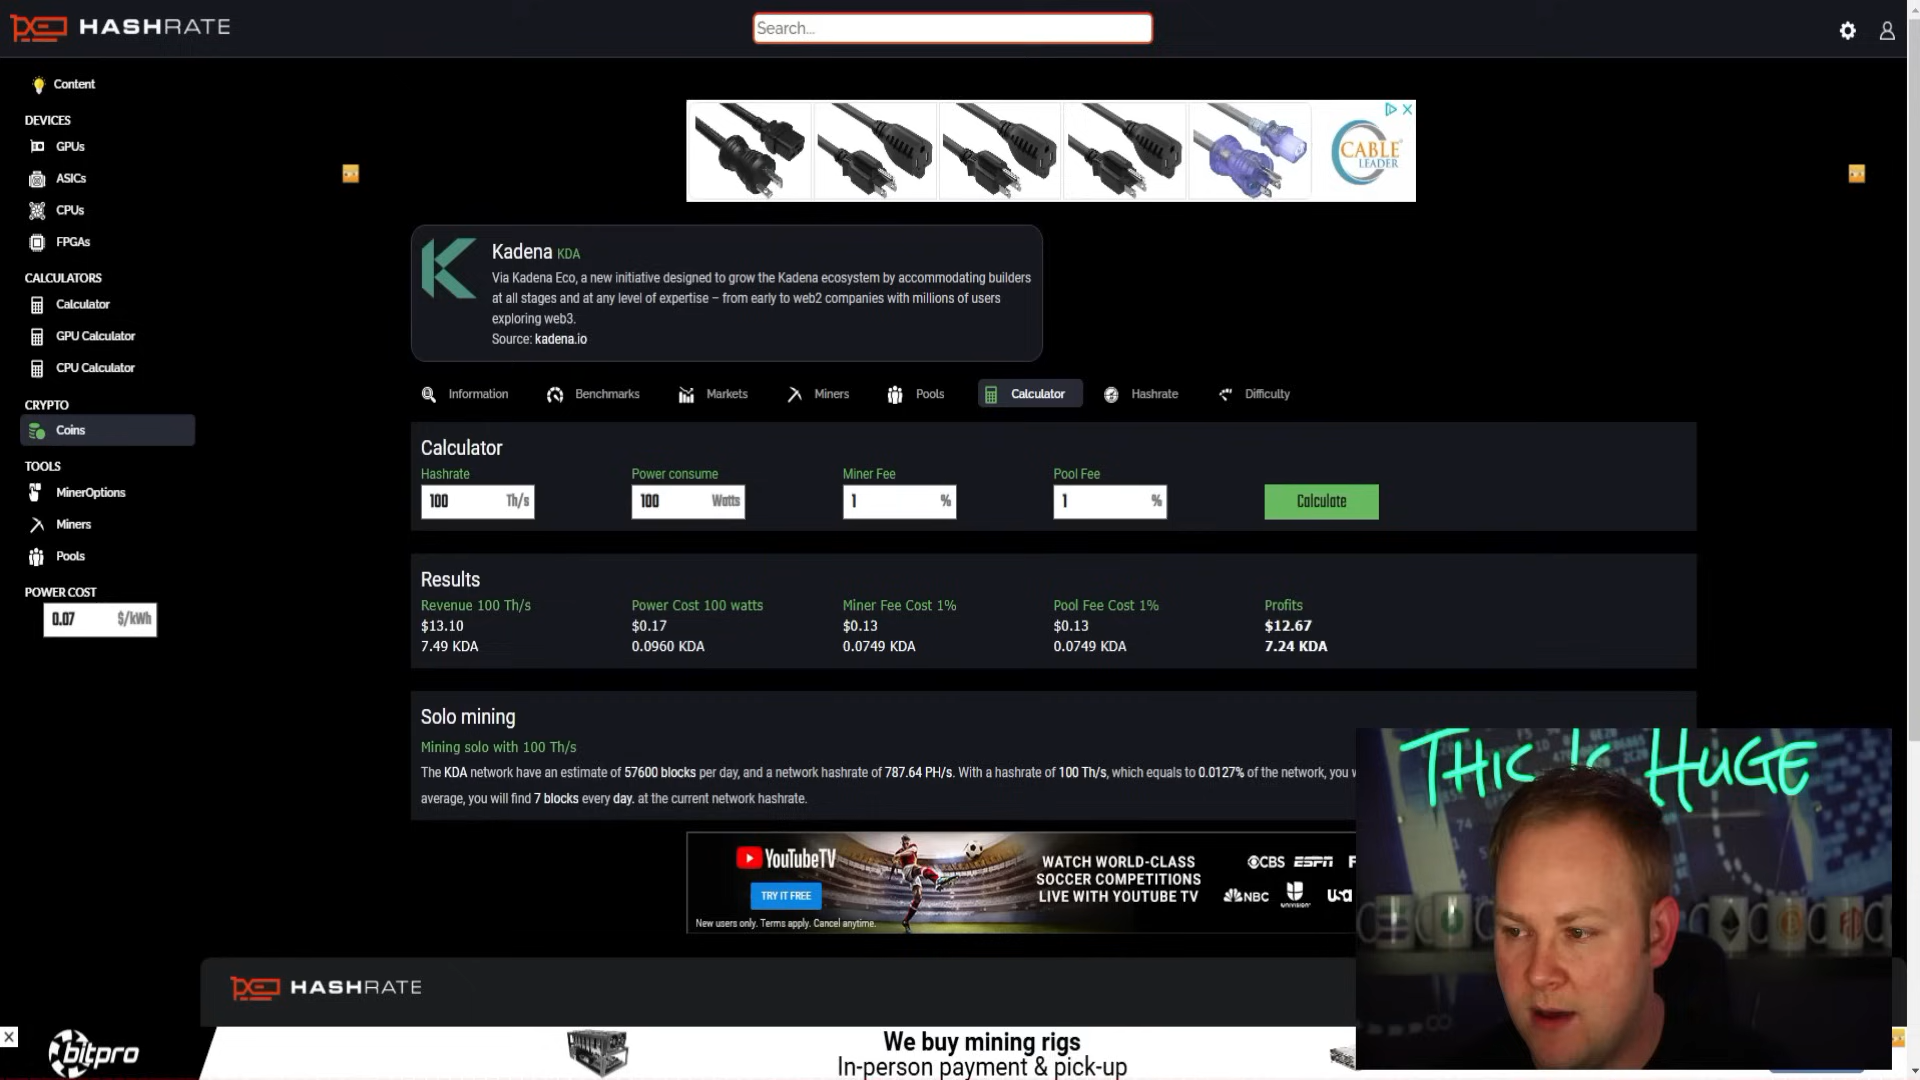 HASHRATE
Search...
Content
DEVICES
GPUs
ASICs
CPUs
FPGAs
CALCULATORS
Calculator
GPU Calculator
CPU Calculator
CRYPTO
Coins
TOOLS
MinerOptions
Miners
Pools
POWER COST
0.07 $/kWh
CABLE
LEADER
Kadena KDA
Via Kadena Eco, a new initiative designed to grow the Kadena ecosystem by accommodating builders
at all stages and at any level of expertise – from early to web2 companies with millions of users
exploring web3.
Source: kadena.io
Information Benchmarks Markets Miners Pools Calculator Hashrate Difficulty
Calculator
Hashrate Power consume Miner Fee Pool Fee
100 Th/s 100 Watts 1 % 1 % Calculate
Results
Revenue 100 Th/s Power Cost 100 watts Miner Fee Cost 1% Pool Fee Cost 1% Profits
$13.10 $0.17 $0.13 $0.13 $12.67
7.49 KDA 0.0960 KDA 0.0749 KDA 0.0749 KDA 7.24 KDA
Solo mining
Mining solo with 100 Th/s
The KDA network have an estimate of 57600 blocks per day, and a network hashrate of 787.64 PH/s. With a hashrate of 100 Th/s, which equals to 0.0127% of the network, you
average, you will find 7 blocks every day. at the current network hashrate.
THIS IS HUGE
YouTubeTV
TRY IT FREE
New users only. Terms apply. Cancel anytime.
WATCH WORLD-CLASS
SOCCER COMPETITIONS
LIVE WITH YOUTUBE TV
CBS ESPN F
NBC UNIVISION USA
HASHRATE
bitpro
We buy mining rigs
In-person payment & pick-up